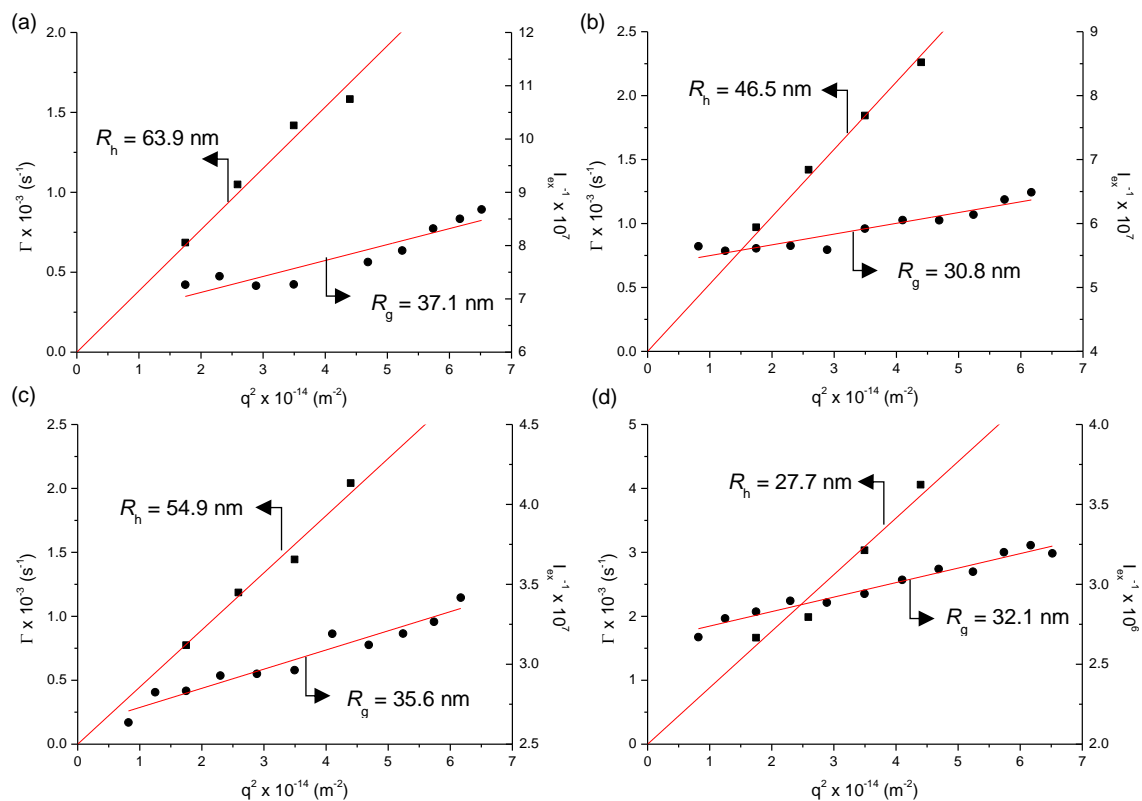 (a)
2.0
1.5
1.0
0.5
0.0
Γ x 10⁻³ (s⁻¹)
R_h = 63.9 nm
R_g = 37.1 nm
12
11
10
9
8
7
6
I_ex⁻¹ x 10⁷
0 1 2 3 4 5 6 7
q² x 10⁻¹⁴ (m⁻²)
(b)
2.5
2.0
1.5
1.0
0.5
0.0
Γ x 10⁻³ (s⁻¹)
R_h = 46.5 nm
R_g = 30.8 nm
9
8
7
6
5
4
I_ex⁻¹ x 10⁷
0 1 2 3 4 5 6 7
q² x 10⁻¹⁴ (m⁻²)
(c)
2.5
2.0
1.5
1.0
0.5
0.0
Γ x 10⁻³ (s⁻¹)
R_h = 54.9 nm
R_g = 35.6 nm
4.5
4.0
3.5
3.0
2.5
I_ex⁻¹ x 10⁷
0 1 2 3 4 5 6 7
q² x 10⁻¹⁴ (m⁻²)
(d)
5
4
3
2
1
0
Γ x 10⁻³ (s⁻¹)
R_h = 27.7 nm
R_g = 32.1 nm
4.0
3.5
3.0
2.5
2.0
I_ex⁻¹ x 10⁶
0 1 2 3 4 5 6 7
q² x 10⁻¹⁴ (m⁻²)